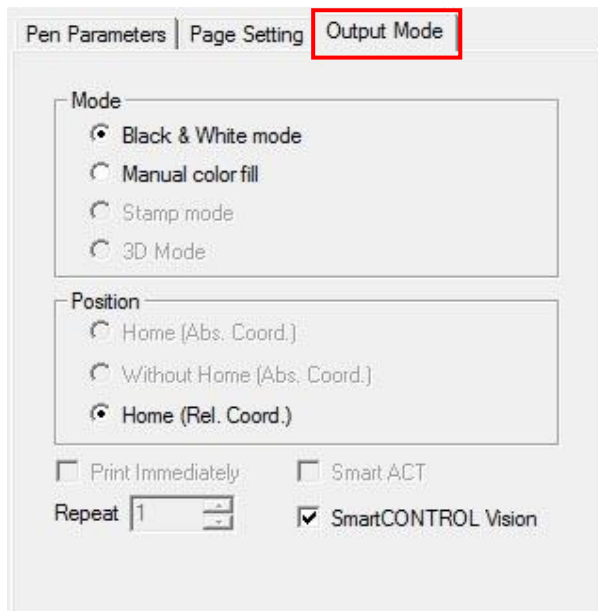 Pen Parameters Page Setting Output Mode
Mode
Black & White mode
Manual color fill
Stamp mode
3D Mode
Position
Home (Abs. Coord.)
Without Home (Abs. Coord.)
Home (Rel. Coord.)
Print Immediately Smart ACT
Repeat 1 SmartCONTROL Vision